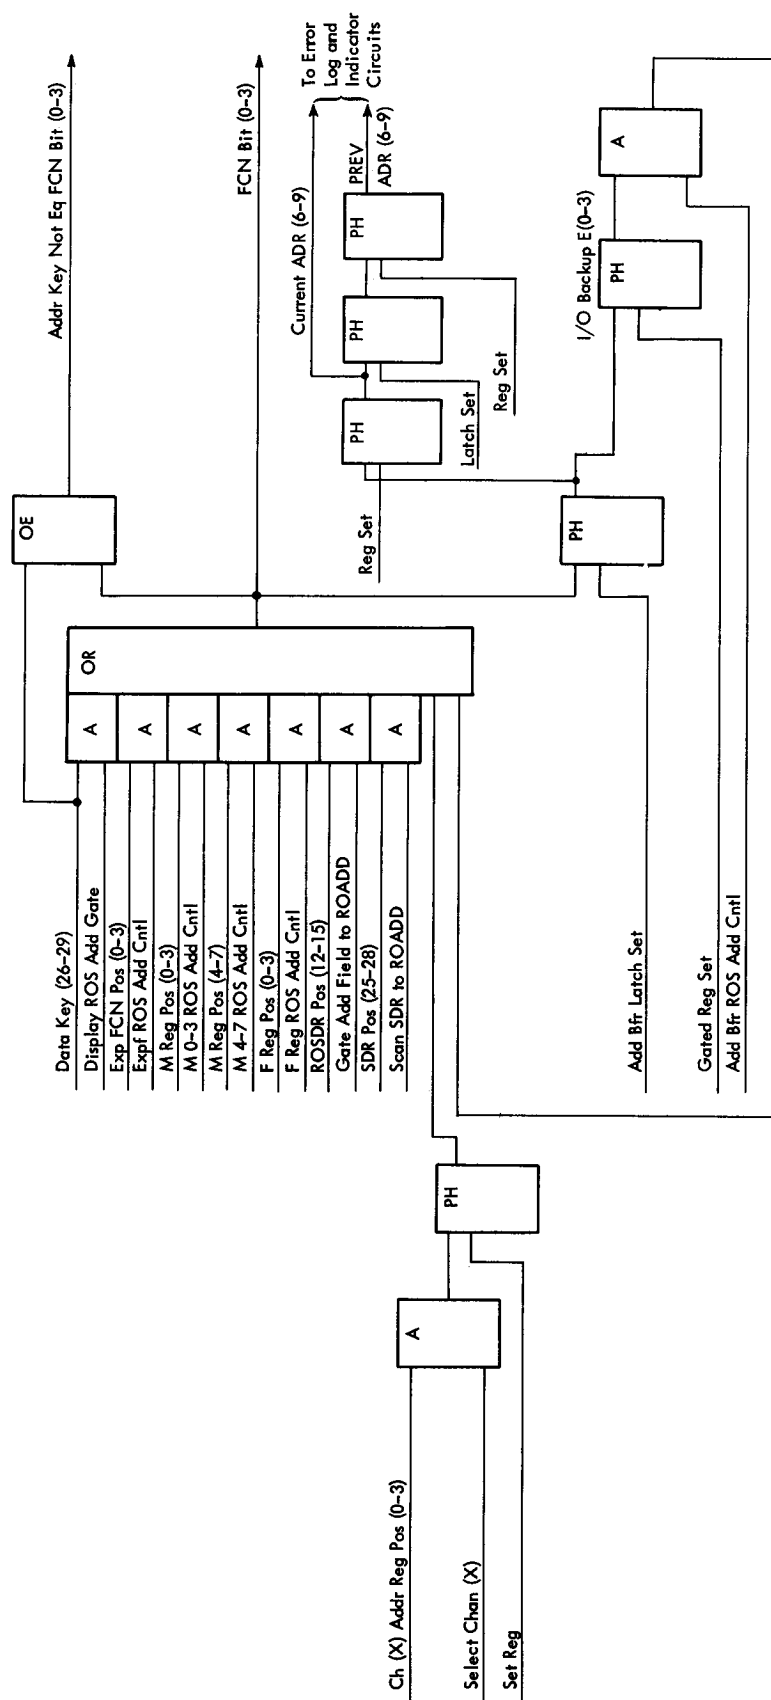 Addr Key Not Eq FCN Bit (0-3)
FCN Bit (0-3)
To Error
Log and
Indicator
Circuits
Current ADR (6-9)
PREV
ADR (6-9)
OE
PH
PH
PH
Reg Set
Latch Set
Reg Set
I/O Backup E(0-3)
PH
A
PH
OR
A
A
A
A
A
A
A
Data Key (26-29)
Display ROS Add Gate
Exp FCN Pos (0-3)
Expf ROS Add Cntl
M Reg Pos (0-3)
M 0-3 ROS Add Cntl
M Reg Pos (4-7)
M 4-7 ROS Add Cntl
F Reg Pos (0-3)
F Reg ROS Add Cntl
ROSDR Pos (12-15)
Gate Add Field to ROADD
SDR Pos (25-28)
Scan SDR to ROADD
Add Bfr Latch Set
Gated Reg Set
Add Bfr ROS Add Cntl
PH
A
Ch (X) Addr Reg Pos (0-3)
Select Chan (X)
Set Reg